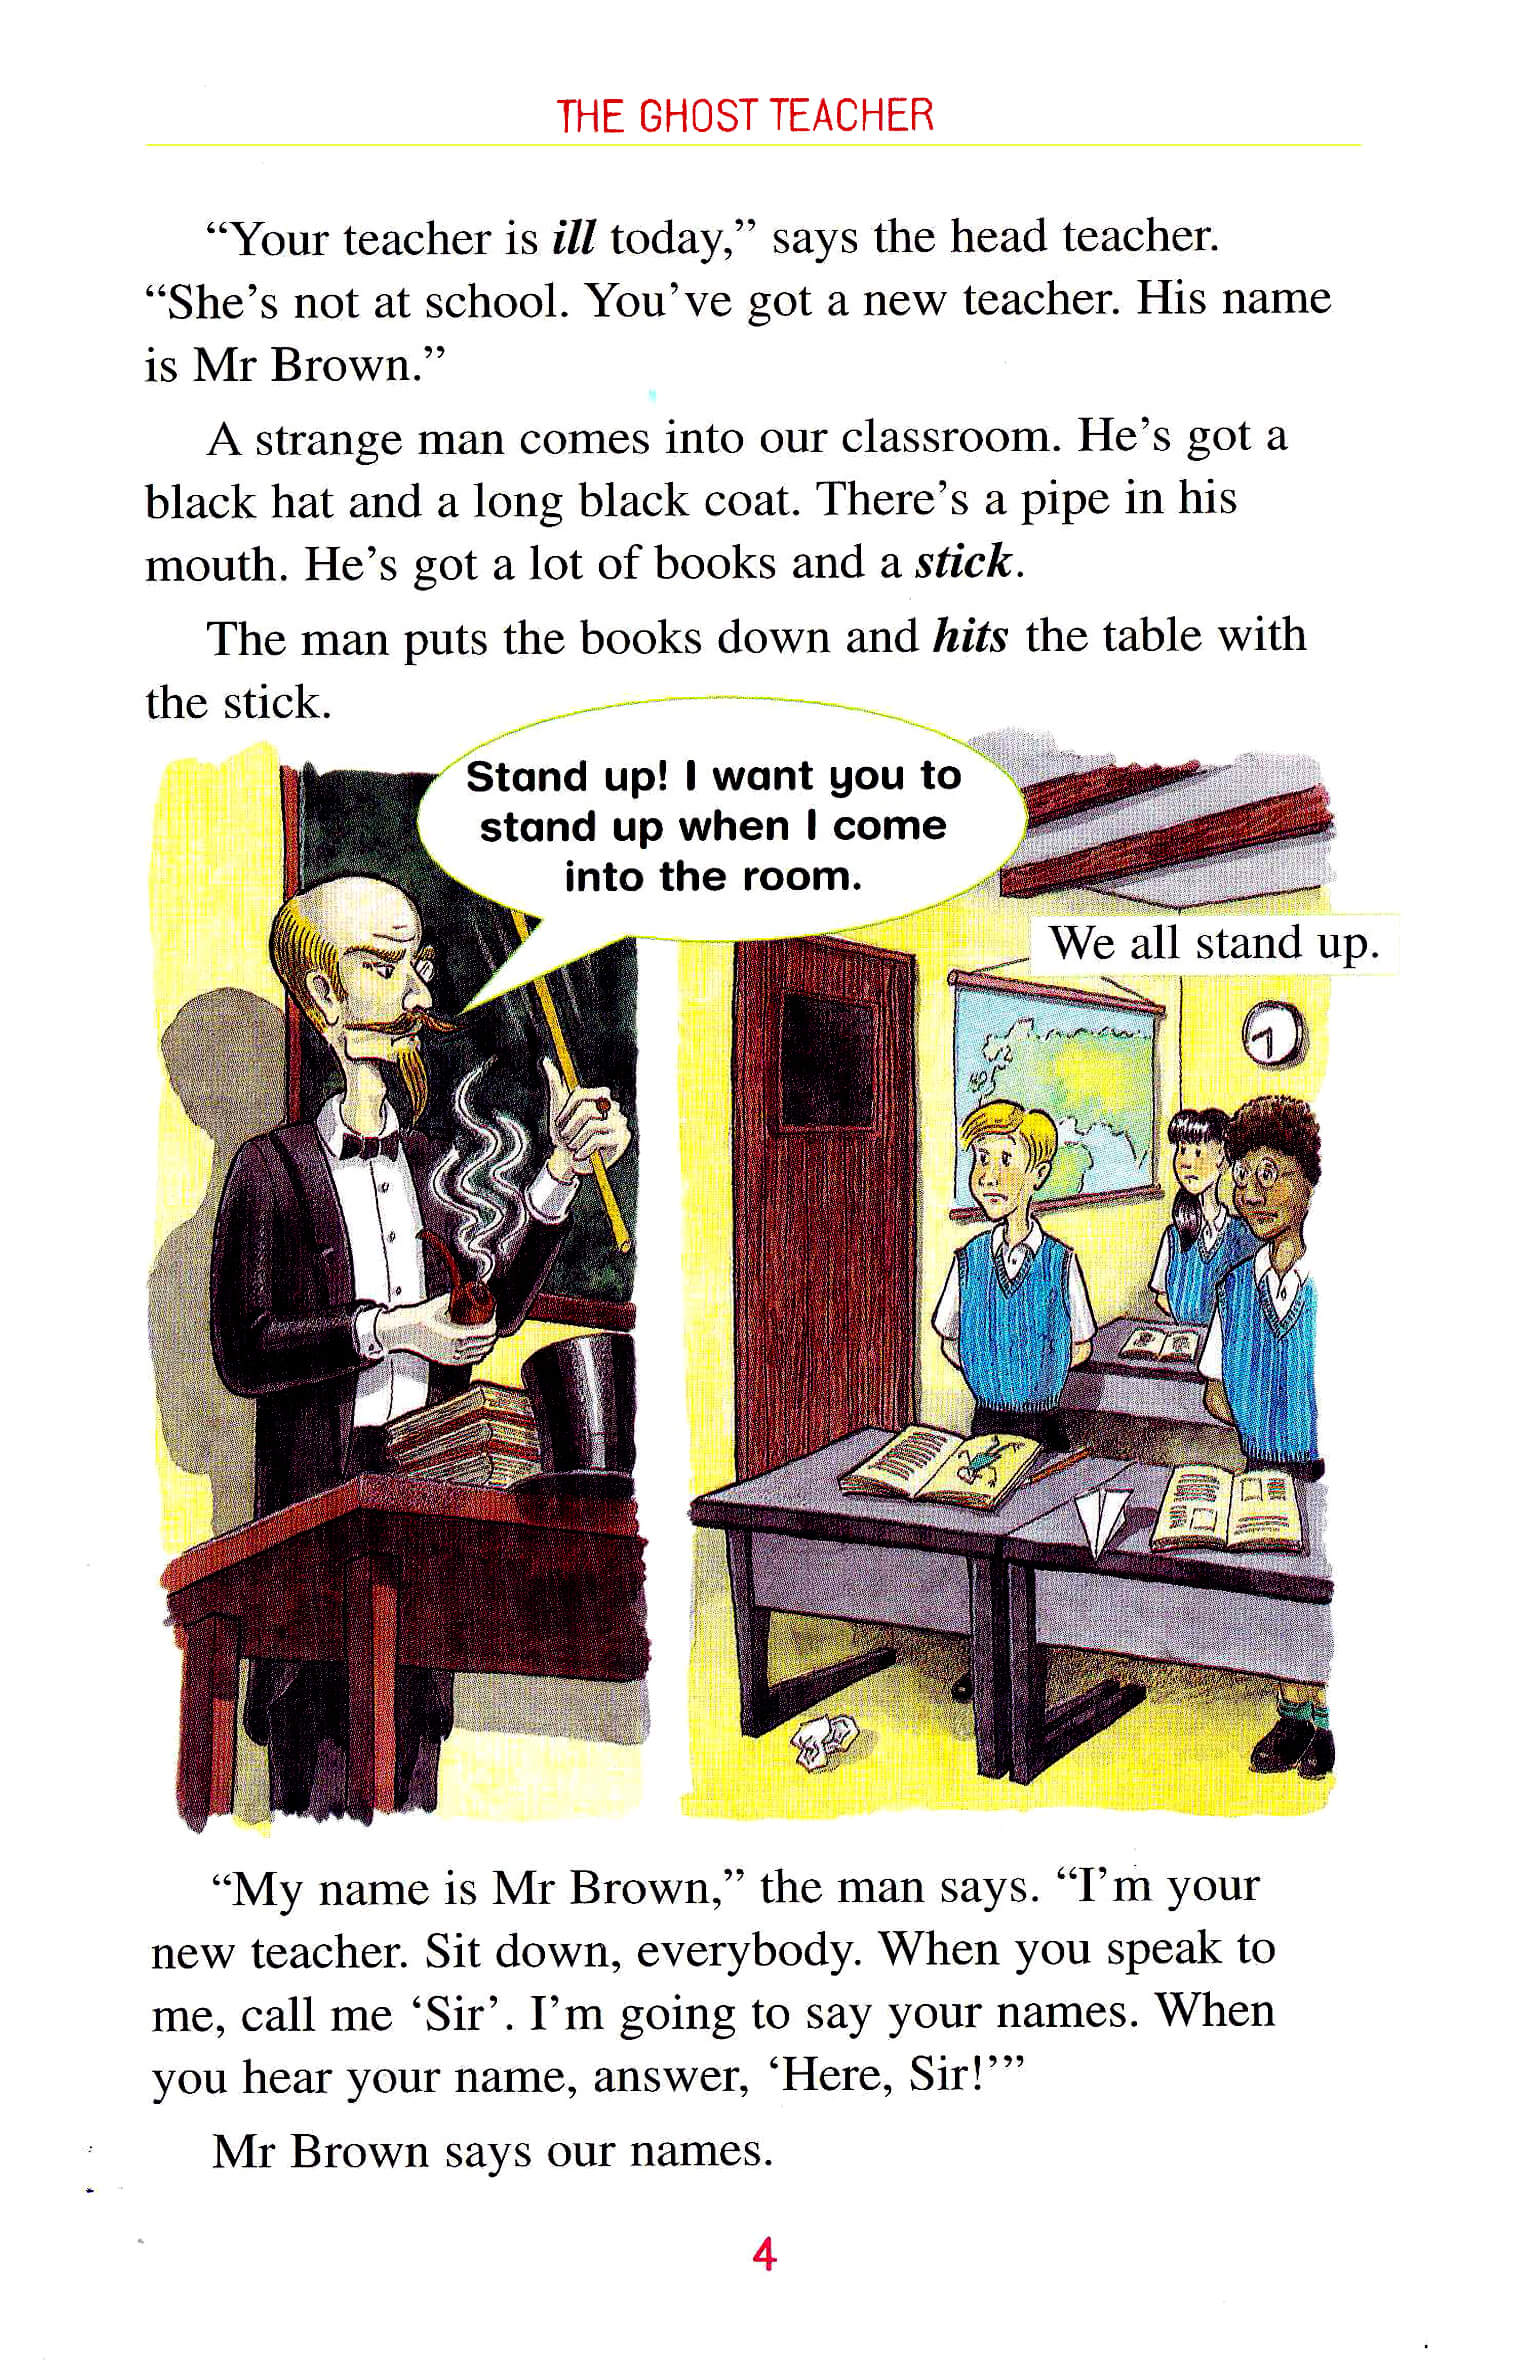 THE GHOST TEACHER
“Your teacher is ill today,” says the head teacher.
“She’s not at school. You’ve got a new teacher. His name
is Mr Brown.”
A strange man comes into our classroom. He’s got a
black hat and a long black coat. There’s a pipe in his
mouth. He’s got a lot of books and a stick.
The man puts the books down and hits the table with
the stick.
Stand up! I want you to
stand up when I come
into the room.
We all stand up.
“My name is Mr Brown,” the man says. “I’m your
new teacher. Sit down, everybody. When you speak to
me, call me ‘Sir’. I’m going to say your names. When
you hear your name, answer, ‘Here, Sir!’”
Mr Brown says our names.
4